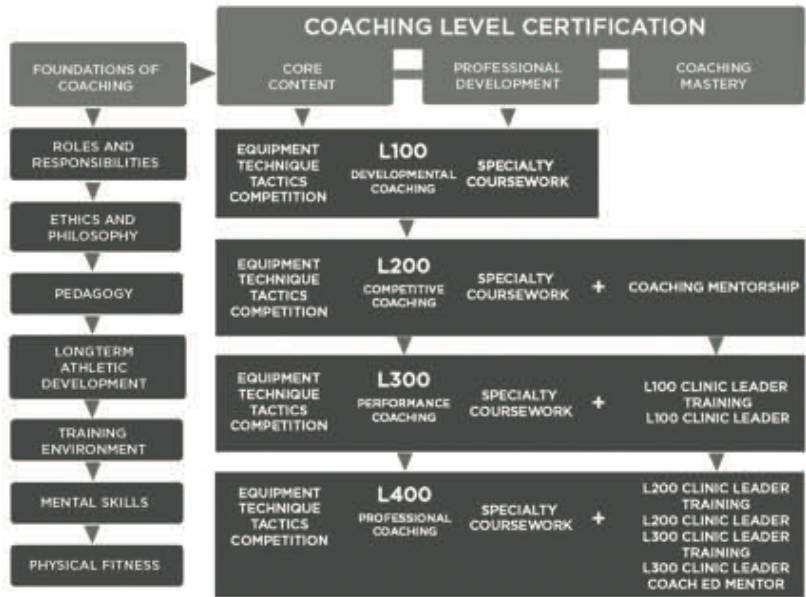 COACHING LEVEL CERTIFICATION
FOUNDATIONS OF
COACHING
CORE
CONTENT
PROFESSIONAL
DEVELOPMENT
COACHING
MASTERY
ROLES AND
RESPONSIBILITIES
ETHICS AND
PHILOSOPHY
PEDAGOGY
LONGTERM
ATHLETIC
DEVELOPMENT
TRAINING
ENVIRONMENT
MENTAL SKILLS
PHYSICAL FITNESS
EQUIPMENT
TECHNIQUE
TACTICS
COMPETITION
L100
DEVELOPMENTAL
COACHING
SPECIALTY
COURSEWORK
EQUIPMENT
TECHNIQUE
TACTICS
COMPETITION
L200
COMPETITIVE
COACHING
SPECIALTY
COURSEWORK
+
COACHING MENTORSHIP
EQUIPMENT
TECHNIQUE
TACTICS
COMPETITION
L300
PERFORMANCE
COACHING
SPECIALTY
COURSEWORK
+
L100 CLINIC LEADER
TRAINING
L100 CLINIC LEADER
EQUIPMENT
TECHNIQUE
TACTICS
COMPETITION
L400
PROFESSIONAL
COACHING
SPECIALTY
COURSEWORK
+
L200 CLINIC LEADER
TRAINING
L200 CLINIC LEADER
L300 CLINIC LEADER
TRAINING
L300 CLINIC LEADER
COACH ED MENTOR